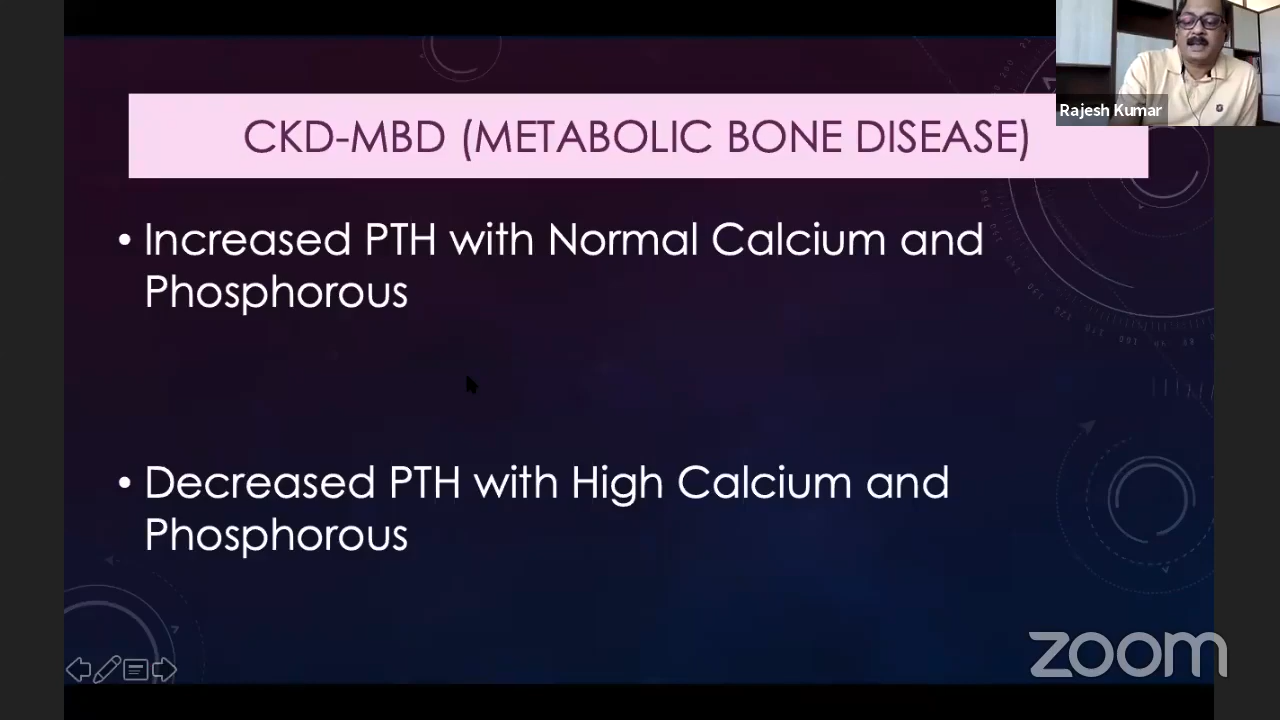 Rajesh Kumar
CKD-MBD (METABOLIC BONE DISEASE)
• Increased PTH with Normal Calcium and
Phosphorous
• Decreased PTH with High Calcium and
Phosphorous
zoom